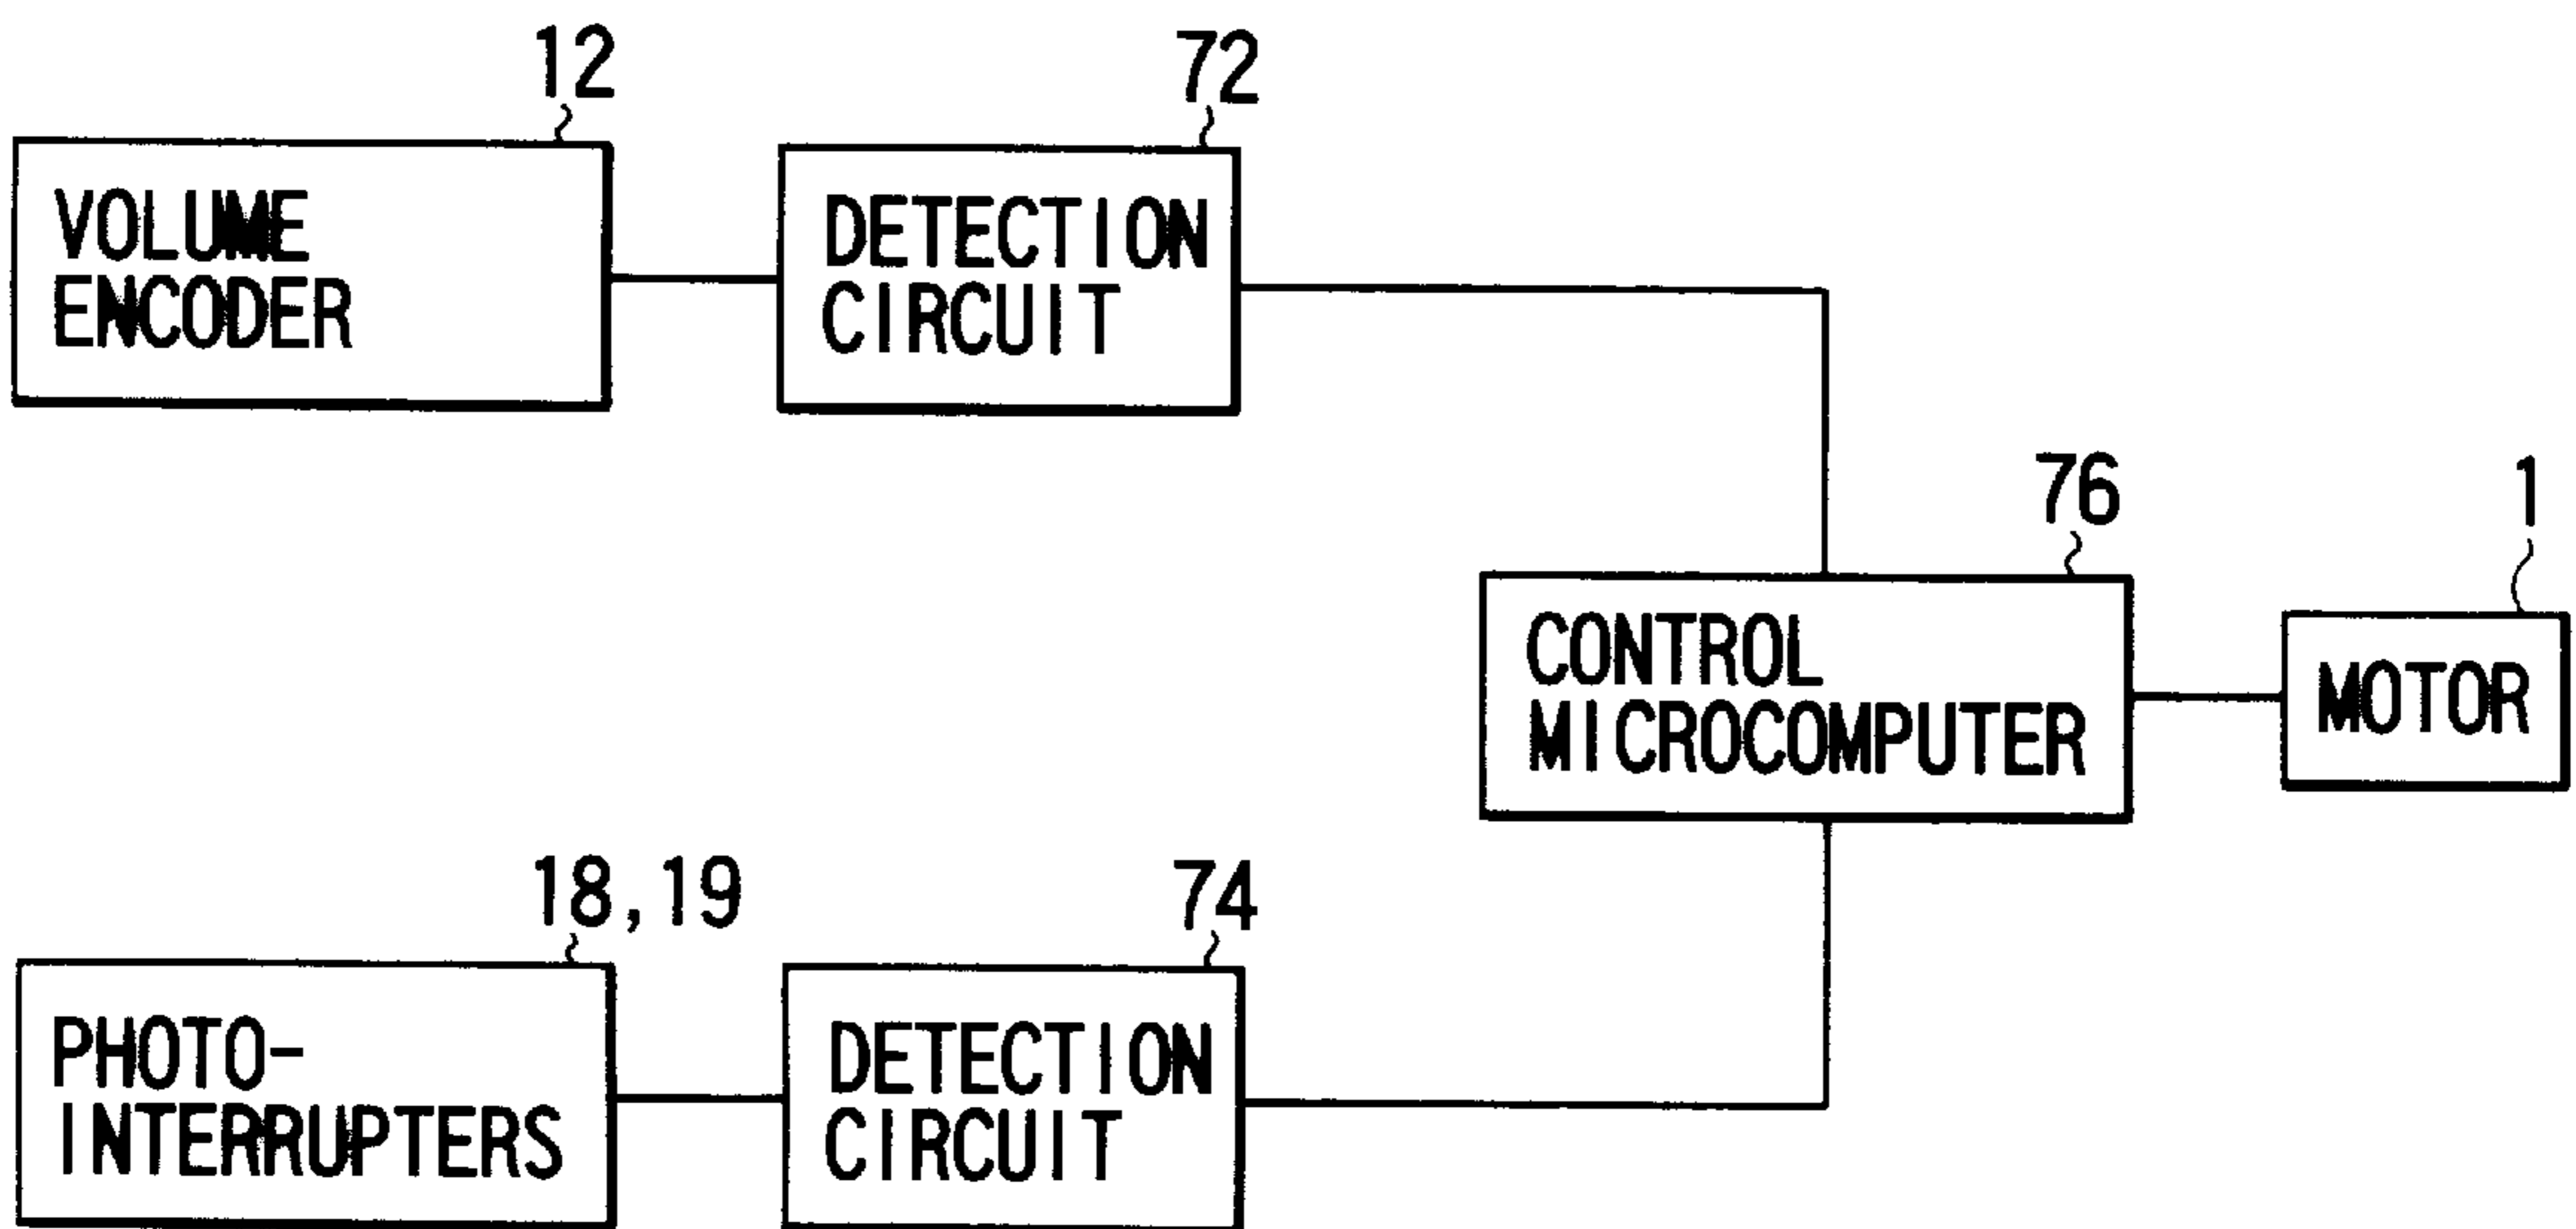 12
VOLUME
ENCODER
72
DETECTION
CIRCUIT
76
CONTROL
MICROCOMPUTER
1
MOTOR
18,19
PHOTO-
INTERRUPTERS
74
DETECTION
CIRCUIT